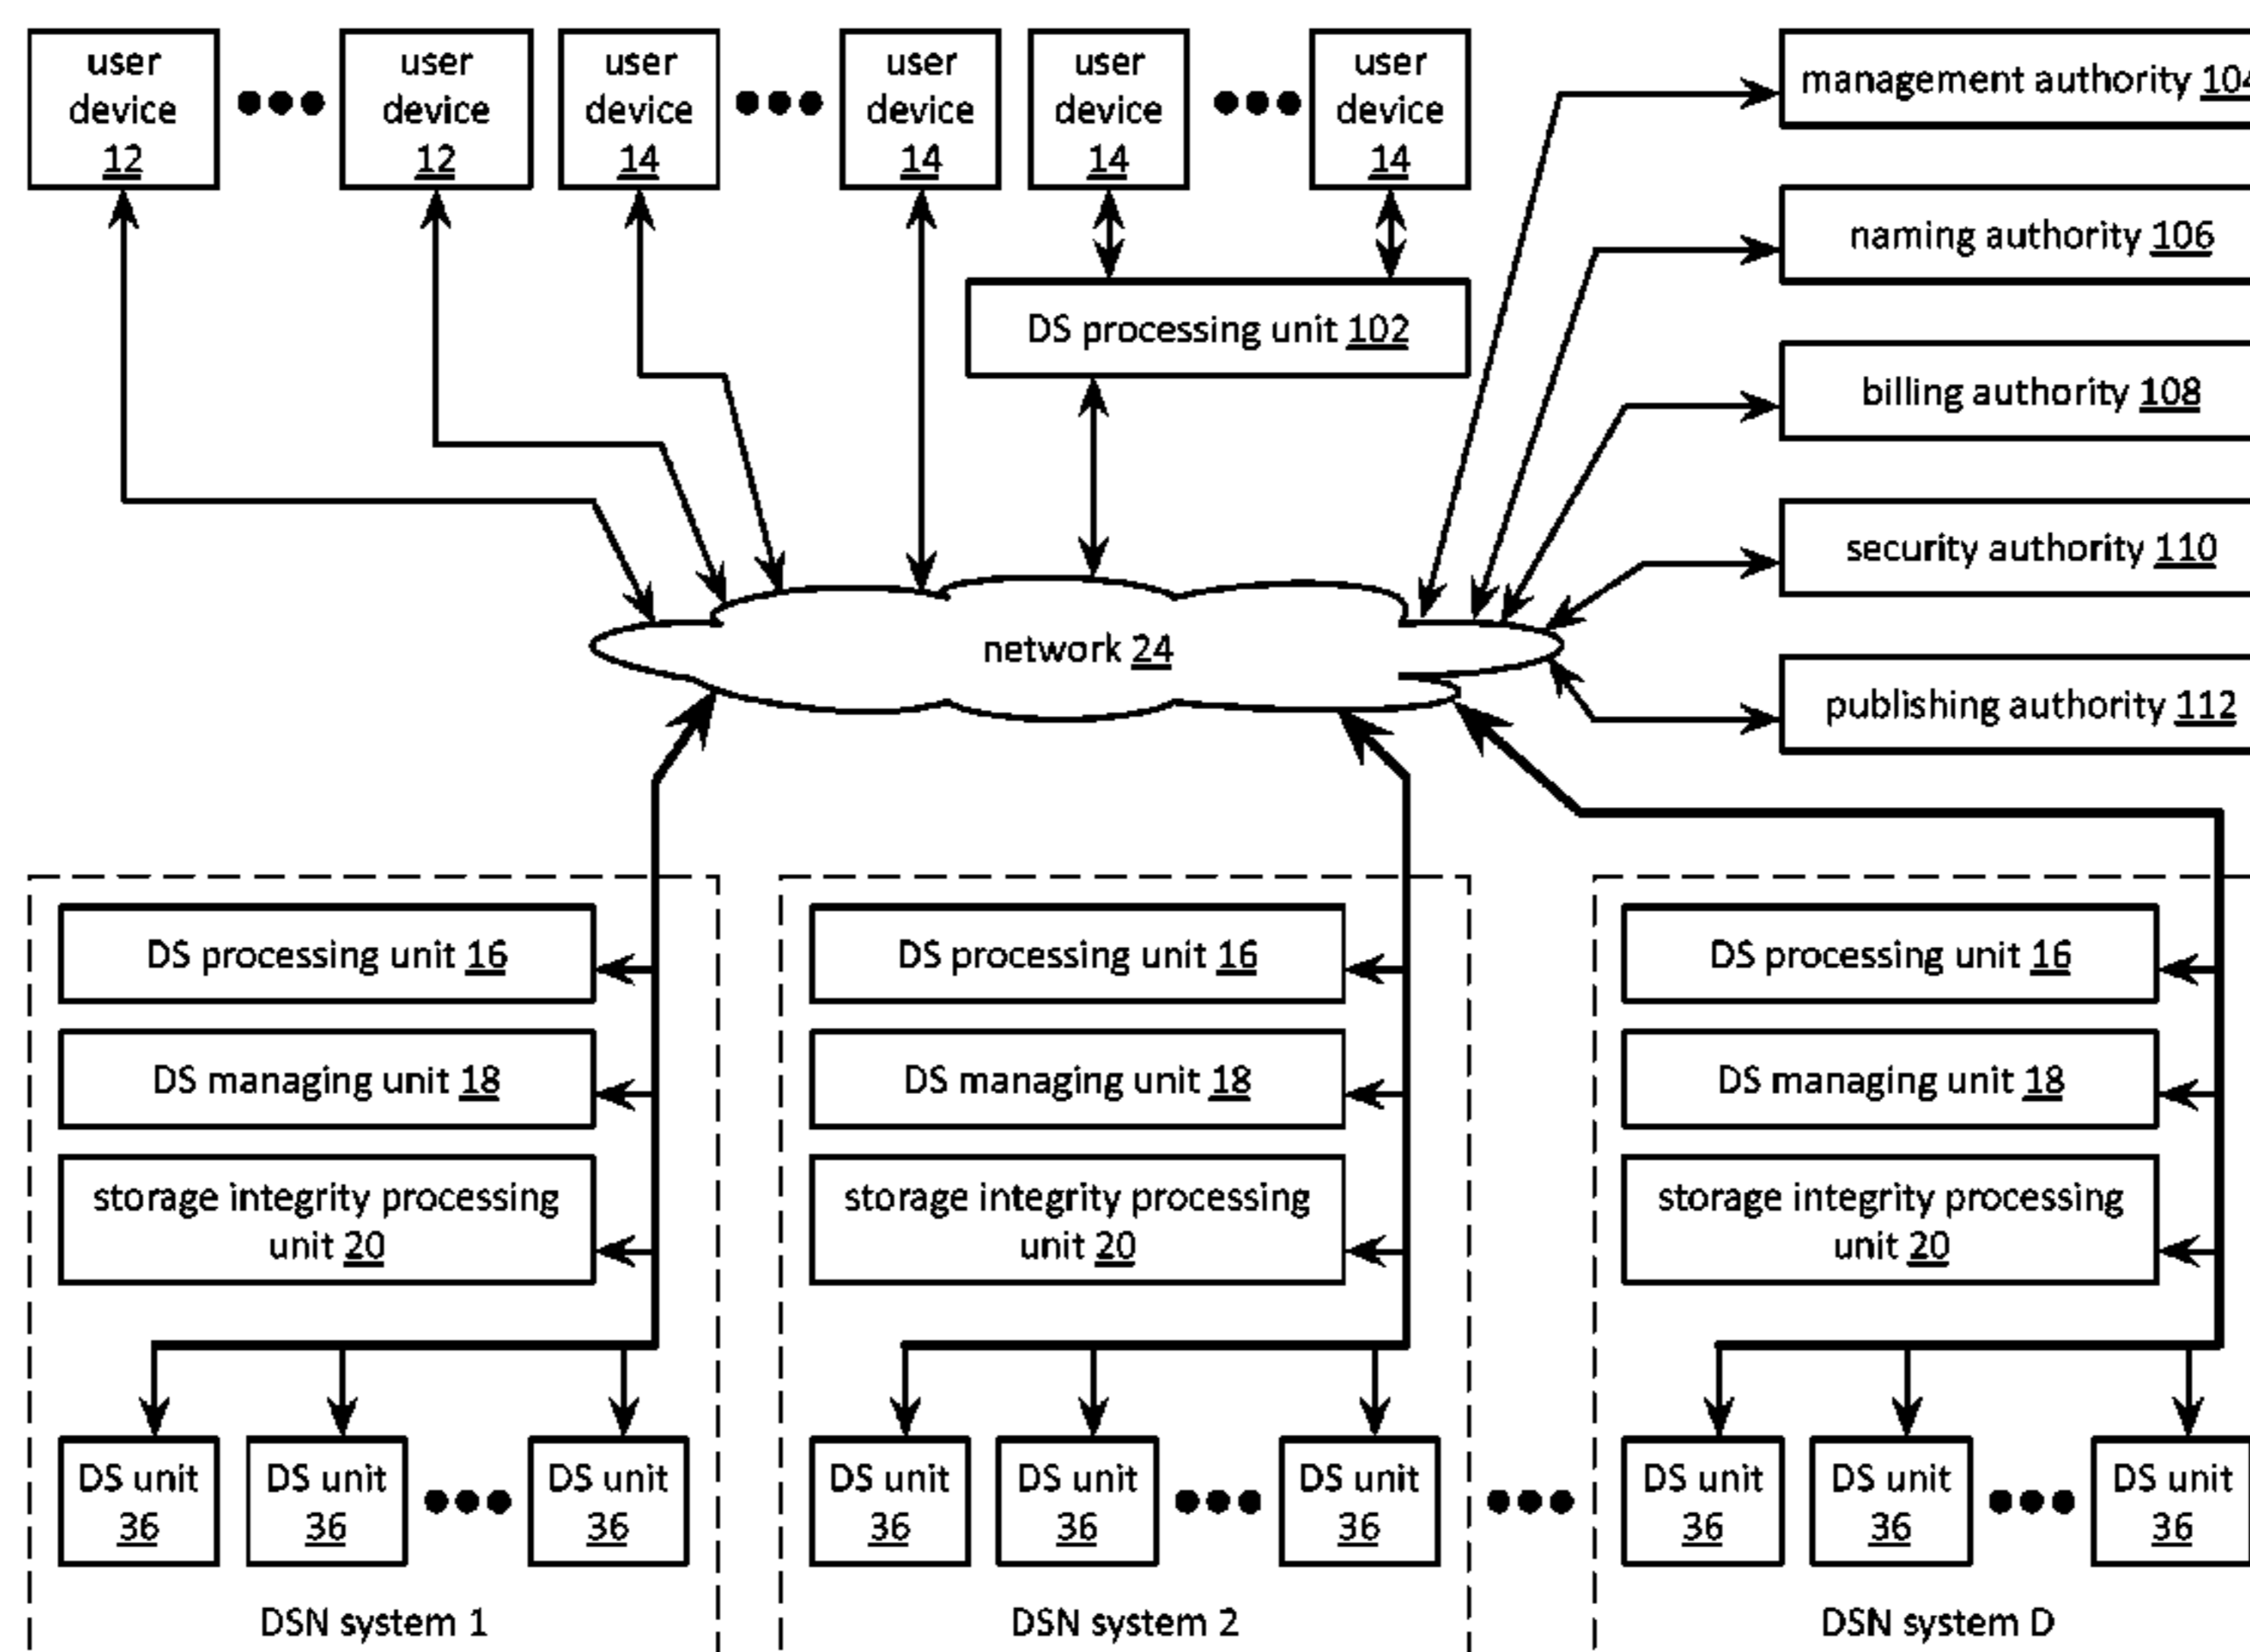 user
device
12
user
device
12
user
device
14
user
device
14
user
device
14
user
device
14
management authority 104
naming authority 106
DS processing unit 102
billing authority 108
security authority 110
network 24
publishing authority 112
DS processing unit 16
DS managing unit 18
storage integrity processing
unit 20
DS unit
36
DS unit
36
DS unit
36
DSN system 1
DS processing unit 16
DS managing unit 18
storage integrity processing
unit 20
DS unit
36
DS unit
36
DS unit
36
DSN system 2
DS processing unit 16
DS managing unit 18
storage integrity processing
unit 20
DS unit
36
DS unit
36
DS unit
36
DSN system D